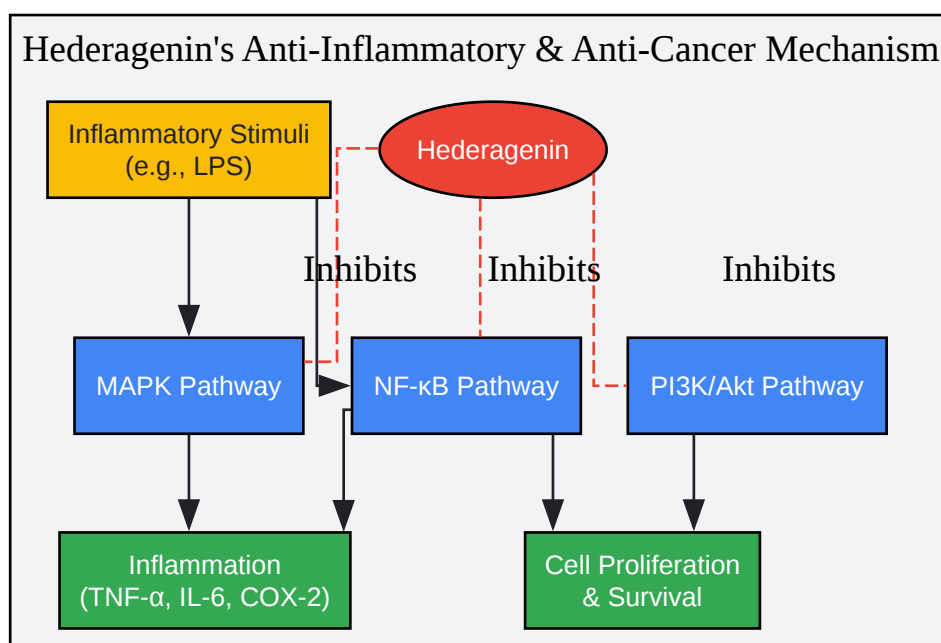 Hederagenin's Anti-Inflammatory & Anti-Cancer Mechanism
Inflammatory Stimuli
(e.g., LPS)
Hederagenin
Inhibits
Inhibits
Inhibits
MAPK Pathway
NF-κB Pathway
PI3K/Akt Pathway
Inflammation
(TNF-α, IL-6, COX-2)
Cell Proliferation
& Survival